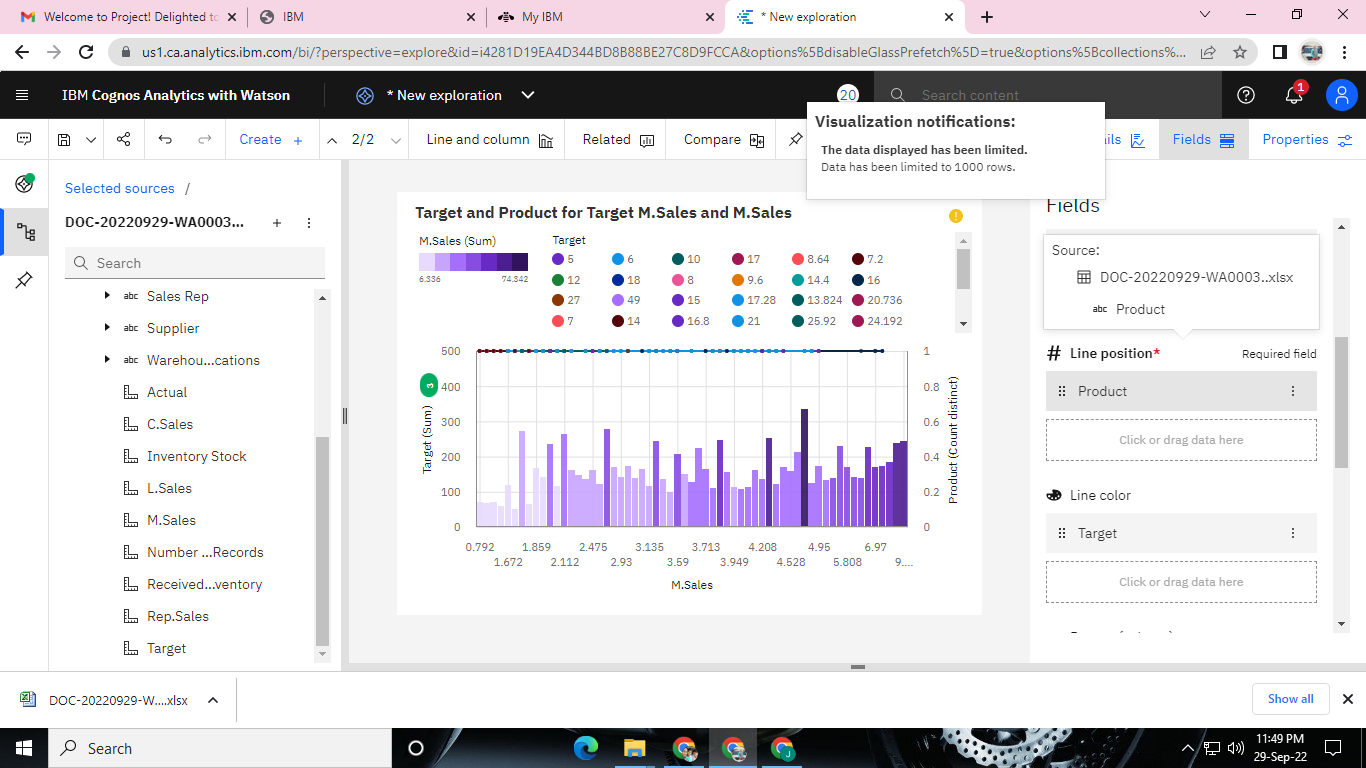 Welcome to Project! Delighted to
IBM
My IBM
* New exploration
us1.ca.analytics.ibm.com/bi/?perspective=explore&id=i4281D19EA4D344BD8B88BE27C8D9FCCA&options%5BdisableGlassPrefetch%5D=true&options%5Bcollections%5...
IBM Cognos Analytics with Watson
* New exploration
20
Search content
1
Create +
2/2
Line and column
Related
Compare
Fields
Properties
Visualization notifications:
The data displayed has been limited.
Data has been limited to 1000 rows.
Selected sources /
DOC-20220929-WA0003...
Search
abc Sales Rep
abc Supplier
abc Warehou...cations
Actual
C.Sales
Inventory Stock
L.Sales
M.Sales
Number ...Records
Received...ventory
Rep.Sales
Target
Target and Product for Target M.Sales and M.Sales
M.Sales (Sum)
6.336 74.342
Target
5 6 10 17 8.64 7.2
12 18 8 9.6 14.4 16
27 49 15 17.28 13.824 20.736
7 14 16.8 21 25.92 24.192
500
400
300
200
100
0
Target (Sum)
3
1
0.8
0.6
0.4
0.2
0
Product (Count distinct)
0.792 1.859 2.475 3.135 3.713 4.208 4.95 6.97
1.672 2.112 2.93 3.59 3.949 4.528 5.808 9....
M.Sales
Fields
Source:
DOC-20220929-WA0003..xlsx
abc Product
# Line position* Required field
Product
Click or drag data here
Line color
Target
Click or drag data here
DOC-20220929-W....xlsx
Show all
Search
11:49 PM
29-Sep-22